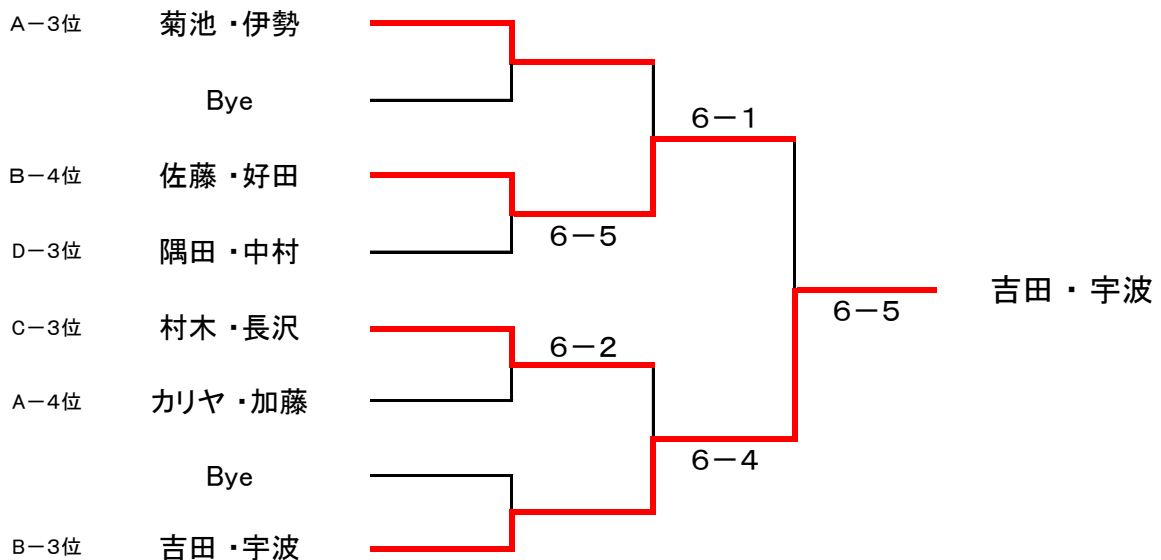 A－3位 菊池 ・伊勢
Bye
6－1
B－4位 佐藤 ・好田
6－5
D－3位 隅田 ・中村
吉田 ・ 宇波
6－5
C－3位 村木 ・長沢
6－2
A－4位 カリヤ ・加藤
6－4
Bye
B－3位 吉田 ・宇波